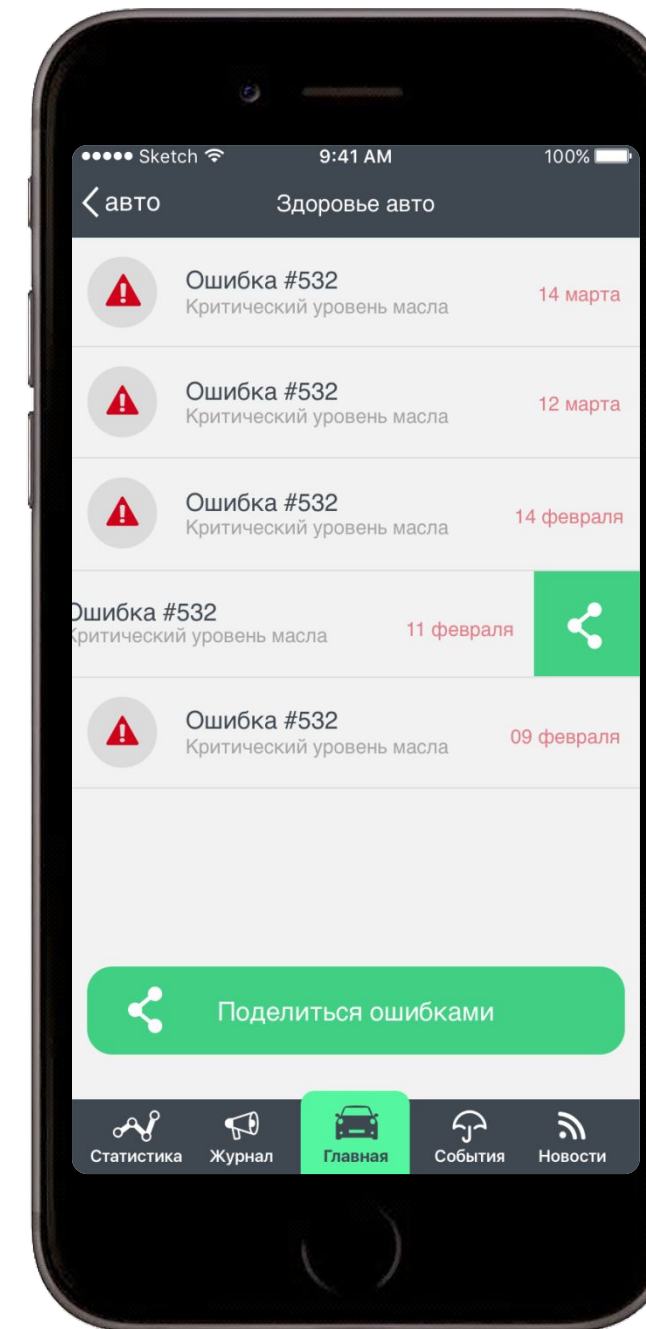 Sketch 9:41 AM 100%
авто Здоровье авто
Ошибка #532
Критический уровень масла
14 марта
Ошибка #532
Критический уровень масла
12 марта
Ошибка #532
Критический уровень масла
14 февраля
Ошибка #532
Критический уровень масла
11 февраля
Ошибка #532
Критический уровень масла
09 февраля
Поделиться ошибками
Статистика Журнал Главная События Новости